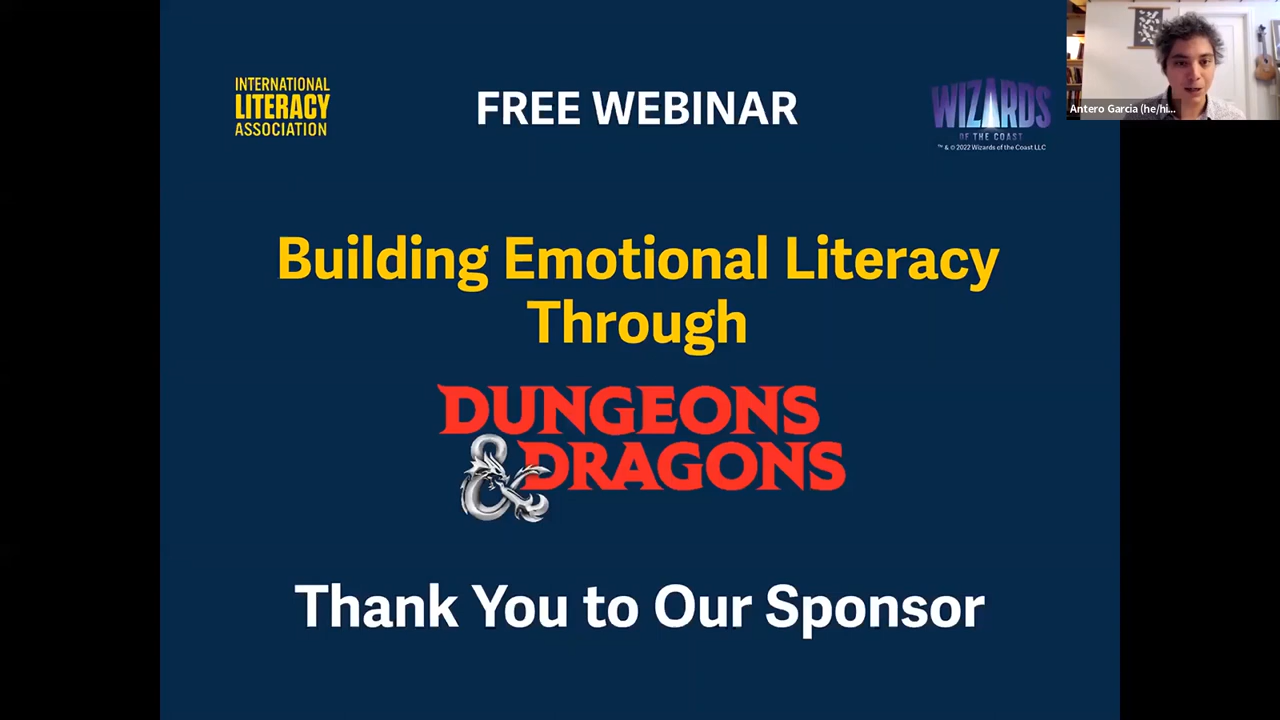 INTERNATIONAL
LITERACY
ASSOCIATION
FREE WEBINAR
WIZARDS
OF THE COAST
™ & © 2022 Wizards of the Coast LLC
Antero Garcia (he/hi...
Building Emotional Literacy
Through
DUNGEONS
& DRAGONS
Thank You to Our Sponsor